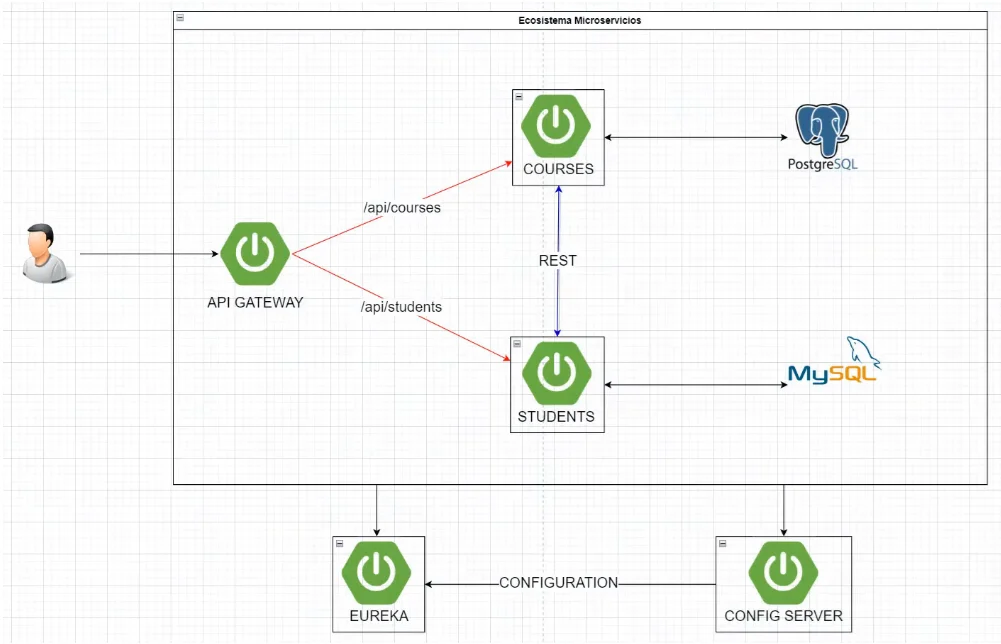 Ecosistema Microservicios
COURSES
PostgreSQL
/api/courses
REST
API GATEWAY
/api/students
MySQL
STUDENTS
CONFIGURATION
EUREKA
CONFIG SERVER